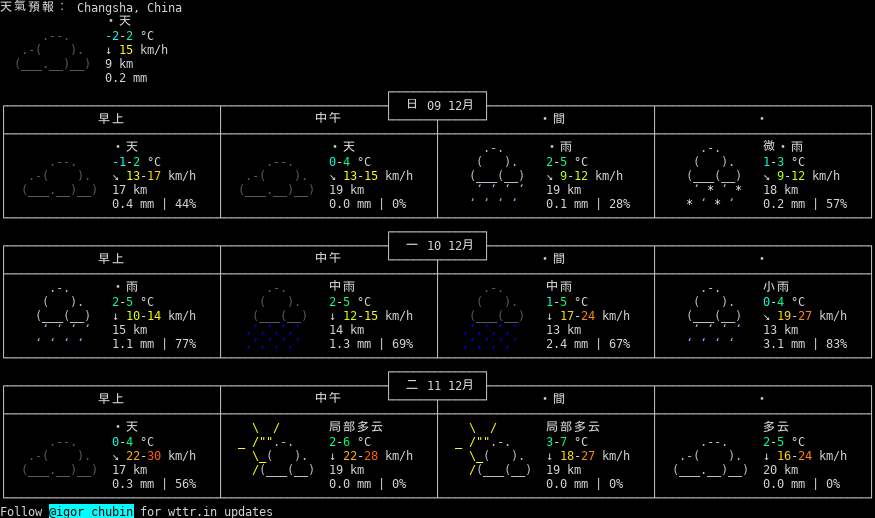 天氣預報： Changsha, China
・天
-2-2 °C
↓ 15 km/h
9 km
0.2 mm
日 09 12月
早上 中午 ・間 ・
・天 ・天 ・雨 微・雨
-1-2 °C 0-4 °C 2-5 °C 1-3 °C
↘ 13-17 km/h ↘ 13-15 km/h ↘ 9-12 km/h ↘ 9-12 km/h
17 km 19 km 19 km 18 km
0.4 mm | 44% 0.0 mm | 0% 0.1 mm | 28% 0.2 mm | 57%
一 10 12月
早上 中午 ・間 ・
・雨 中雨 中雨 小雨
2-5 °C 2-5 °C 1-5 °C 0-4 °C
↓ 10-14 km/h ↓ 12-15 km/h ↓ 17-24 km/h ↘ 19-27 km/h
15 km 14 km 13 km 13 km
1.1 mm | 77% 1.3 mm | 69% 2.4 mm | 67% 3.1 mm | 83%
二 11 12月
早上 中午 ・間 ・
・天 局部多云 局部多云 多云
0-4 °C 2-6 °C 3-7 °C 2-5 °C
↘ 22-30 km/h ↓ 22-28 km/h ↓ 18-27 km/h ↓ 16-24 km/h
17 km 19 km 19 km 20 km
0.3 mm | 56% 0.0 mm | 0% 0.0 mm | 0% 0.0 mm | 0%
Follow @igor_chubin for wttr.in updates